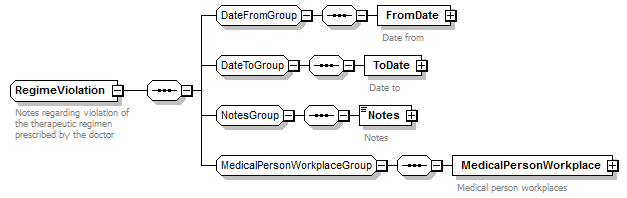 DateFromGroup
FromDate
Date from
DateToGroup
ToDate
Date to
RegimeViolation
Notes regarding violation of
the therapeutic regimen
prescribed by the doctor
NotesGroup
Notes
Notes
MedicalPersonWorkplaceGroup
MedicalPersonWorkplace
Medical person workplaces